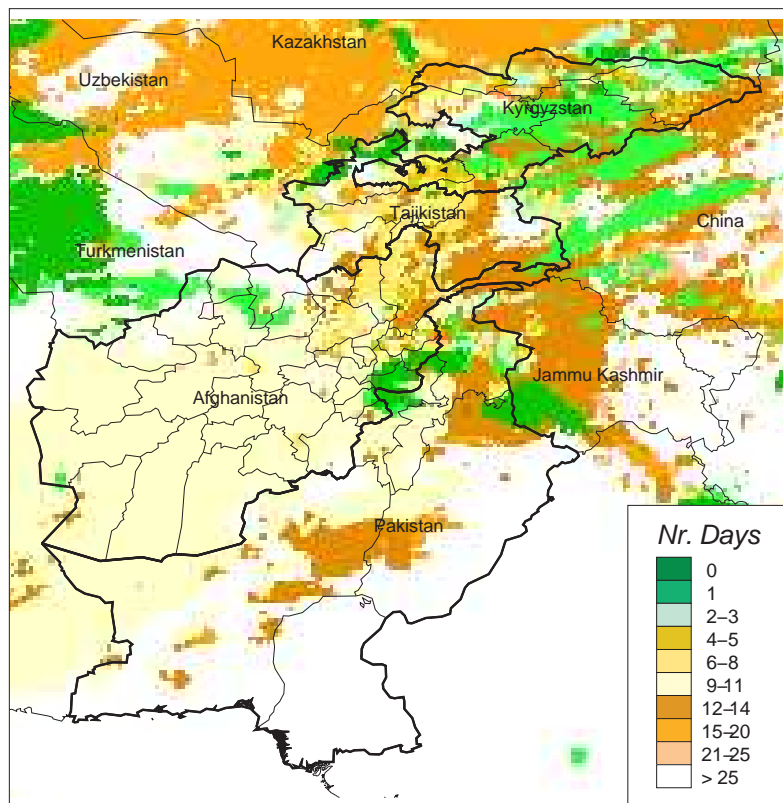 Kazakhstan
Uzbekistan
Kyrgyzstan
Tajikistan
China
Turkmenistan
Jammu Kashmir
Afghanistan
Pakistan
Nr. Days
0
1
2–3
4–5
6–8
9–11
12–14
15–20
21–25
> 25